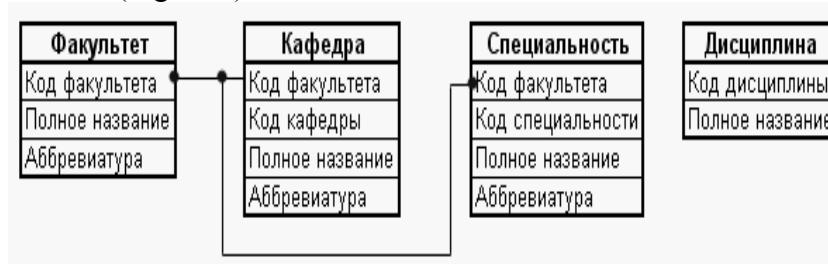 Факультет
Код факультета
Полное название
Аббревиатура
Кафедра
Код факультета
Код кафедры
Полное название
Аббревиатура
Специальность
Код факультета
Код специальности
Полное название
Аббревиатура
Дисциплина
Код дисциплины
Полное название